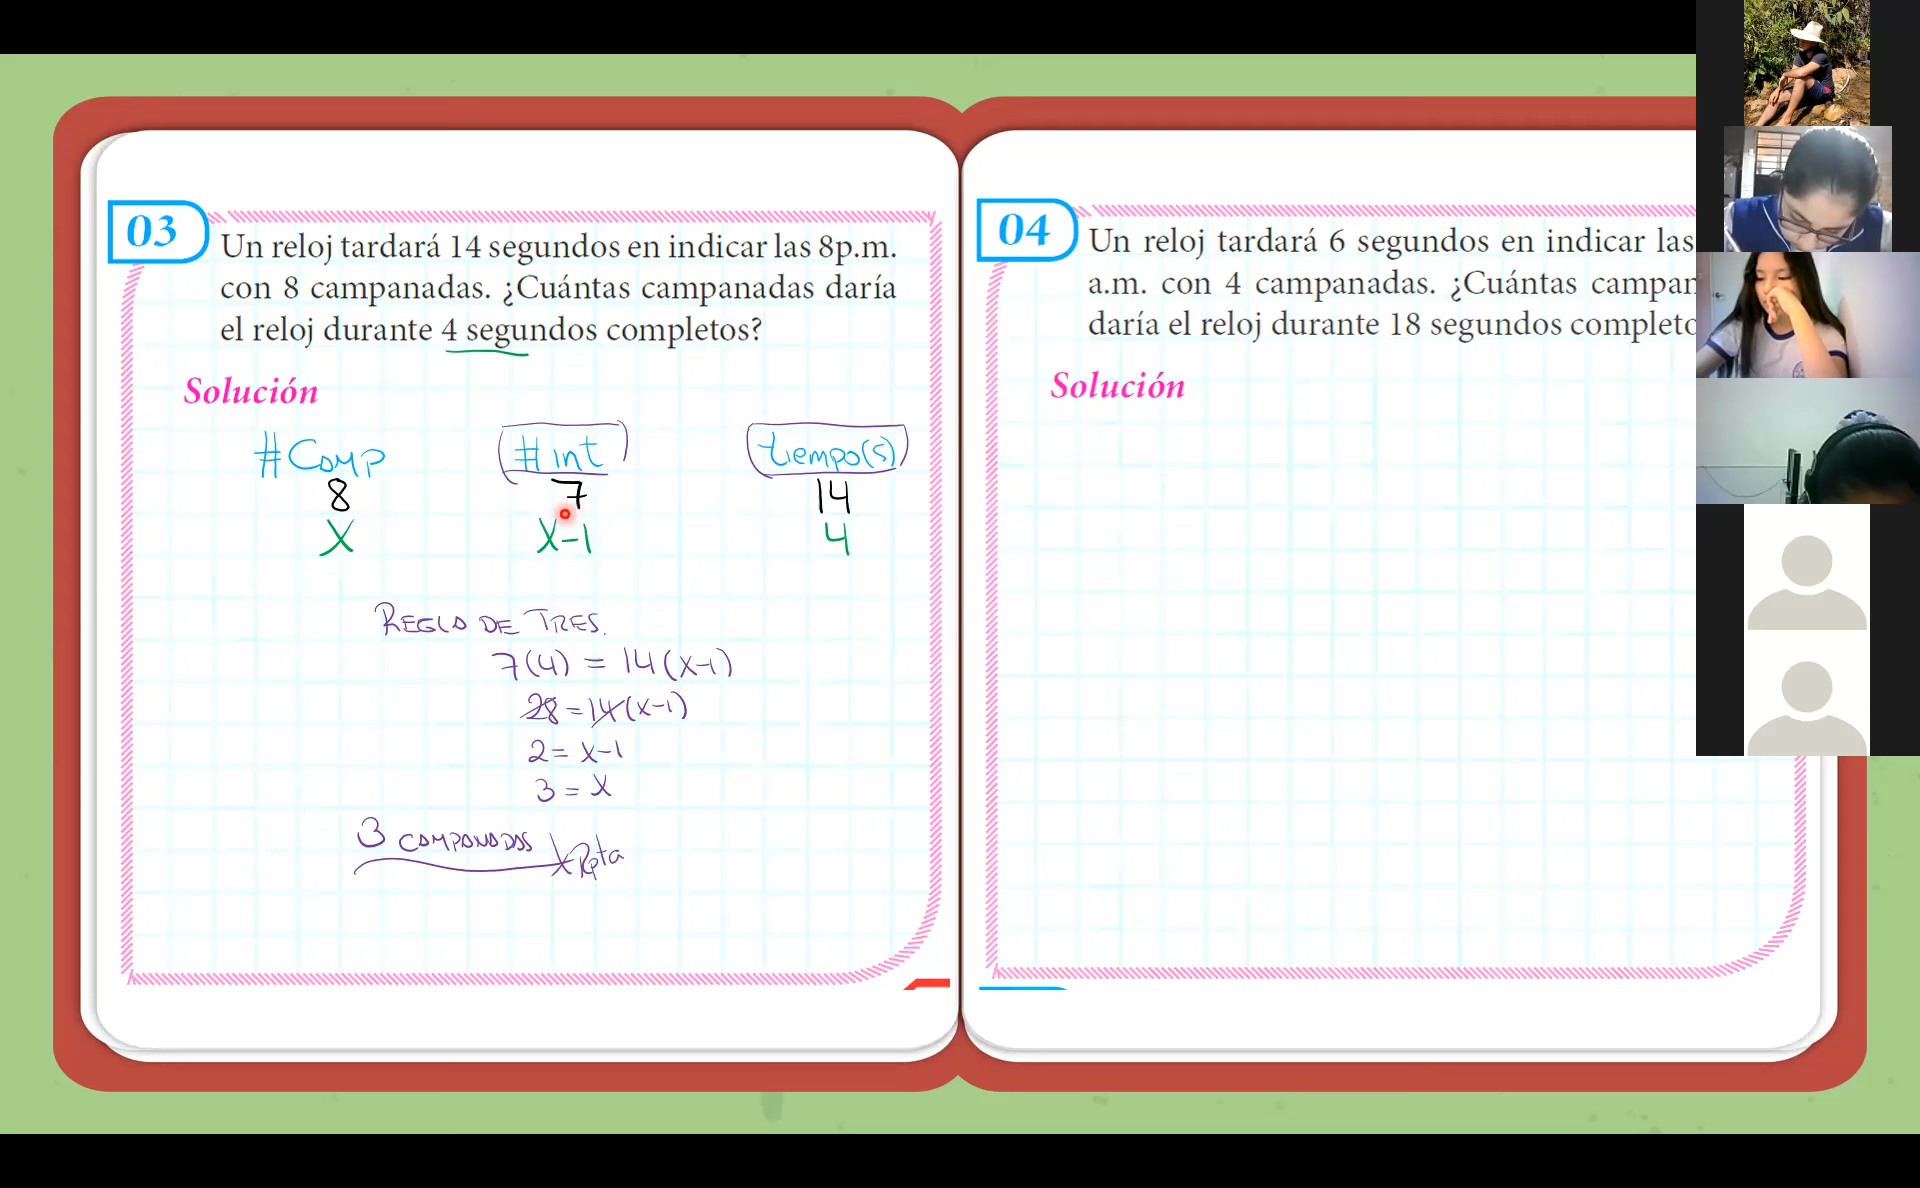 03
Un reloj tardará 14 segundos en indicar las 8p.m.
con 8 campanadas. ¿Cuántas campanadas daría
el reloj durante 4 segundos completos?
Solución
#Comp #int tiempo(s)
8 7 14
X X-1 4
REGLA DE TRES.
7(4) = 14(x-1)
28 = 14(x-1)
2 = x-1
3 = X
3 CAMPANADAS Rpta
04
Un reloj tardará 6 segundos en indicar las
a.m. con 4 campanadas. ¿Cuántas campan
daría el reloj durante 18 segundos completo
Solución